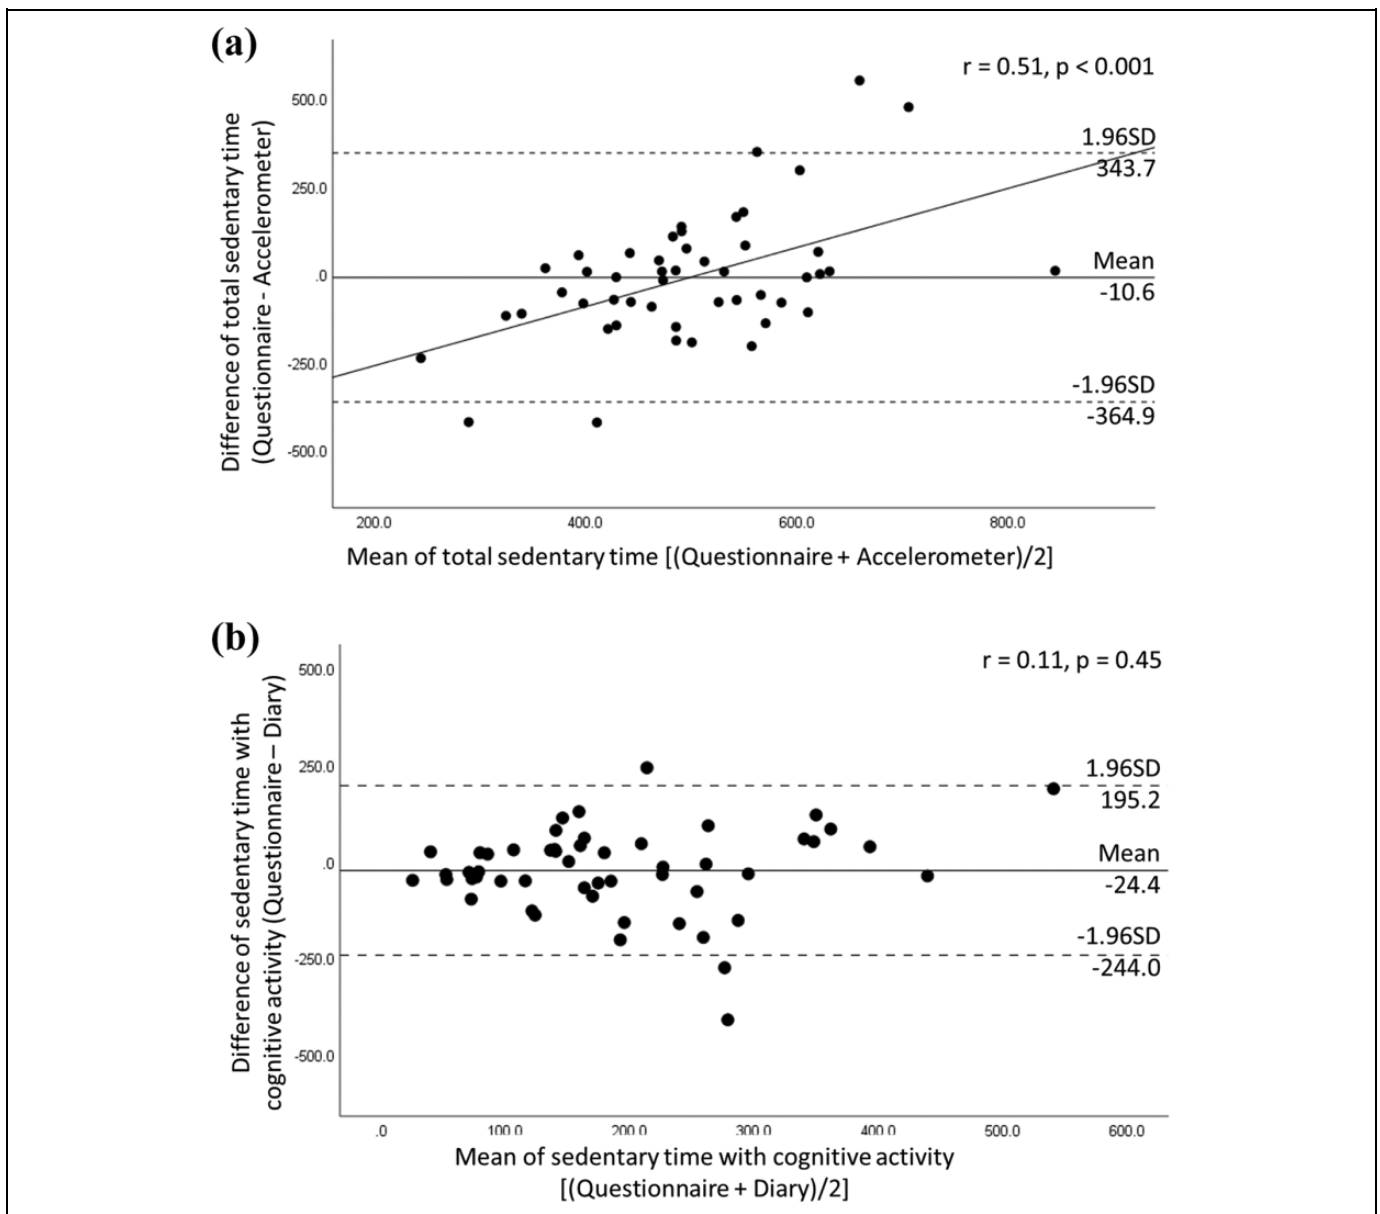 (a)
r = 0.51, p < 0.001
Difference of total sedentary time
(Questionnaire - Accelerometer)
500.0
250.0
.0
-250.0
-500.0
1.96SD
343.7
Mean
-10.6
-1.96SD
-364.9
200.0 400.0 600.0 800.0
Mean of total sedentary time [(Questionnaire + Accelerometer)/2]
(b)
r = 0.11, p = 0.45
Difference of sedentary time with
cognitive activity (Questionnaire – Diary)
500.0
250.0
.0
-250.0
-500.0
1.96SD
195.2
Mean
-24.4
-1.96SD
-244.0
.0 100.0 200.0 300.0 400.0 500.0 600.0
Mean of sedentary time with cognitive activity
[(Questionnaire + Diary)/2]